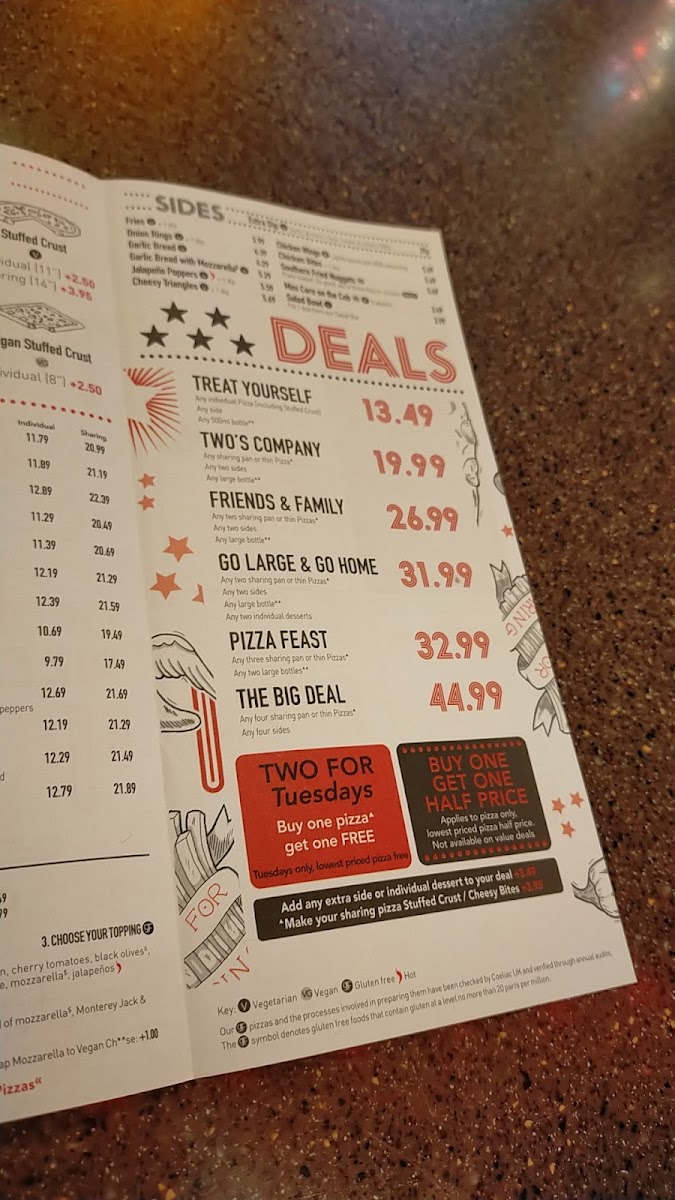 Stuffed Crust
V
vidual (11") +2.50
ring (14") +3.95
gan Stuffed Crust
VG
ividual (8") +2.50
Individual Sharing
11.79 20.99
11.89 21.19
12.89 22.39
11.29 20.49
11.39 20.69
12.19 21.29
12.39 21.59
10.69 19.49
9.79 17.49
12.69 21.69
peppers
12.19 21.29
12.29 21.49
d
12.79 21.89
3. CHOOSE YOUR TOPPING GF
n, cherry tomatoes, black olives
e, mozzarella, jalapeños
of mozzarella, Monterey Jack &
ap Mozzarella to Vegan Ch**se: +1.00
Pizzas
SIDES
Fries
Onion Rings
Garlic Bread
Garlic Bread with Mozzarella
Jalapeño Poppers
Cheesy Triangles
Extra Dip
Chicken Wings
Chicken Bites
Southern Fried Nuggets
Mini Corn on the Cob
Salad Bowl
DEALS
TREAT YOURSELF 13.49
Any individual Pizza (including Stuffed Crust)
Any side
Any 500ml bottle**
TWO'S COMPANY 19.99
Any sharing pan or thin Pizza*
Any two sides
Any large bottle**
FRIENDS & FAMILY 26.99
Any two sharing pan or thin Pizzas*
Any two sides
Any large bottle**
GO LARGE & GO HOME 31.99
Any two sharing pan or thin Pizzas*
Any two sides
Any large bottle**
Any two individual desserts
PIZZA FEAST 32.99
Any three sharing pan or thin Pizzas*
Any two large bottles**
THE BIG DEAL 44.99
Any four sharing pan or thin Pizzas*
Any four sides
TWO FOR
Tuesdays
Buy one pizza
get one FREE
Tuesdays only, lowest priced pizza free
BUY ONE
GET ONE
HALF PRICE
Applies to pizza only,
lowest priced pizza half price.
Not available on value deals
Add any extra side or individual dessert to your deal +3.49
*Make your sharing pizza Stuffed Crust / Cheesy Bites +3.95
FOR
Key: V Vegetarian VG Vegan GF Gluten free Hot
Our GF pizzas and the processes involved in preparing them have been checked by Coeliac UK and verified through annual audits.
The GF symbol denotes gluten free foods that contain gluten at a level no more than 20 parts per million.